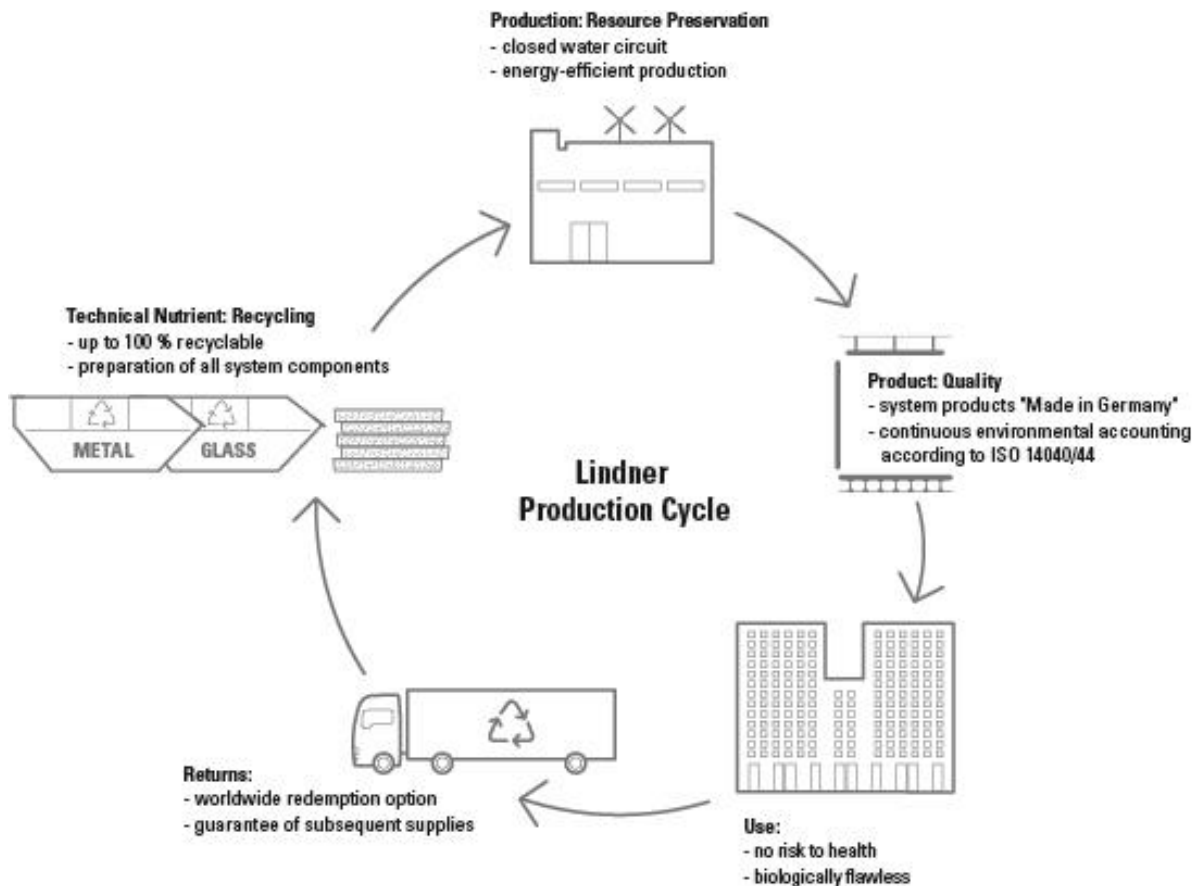 Production: Resource Preservation
- closed water circuit
- energy-efficient production
Technical Nutrient: Recycling
- up to 100 % recyclable
- preparation of all system components
METAL
GLASS
Product: Quality
- system products "Made in Germany"
- continuous environmental accounting
according to ISO 14040/44
Lindner
Production Cycle
Returns:
- worldwide redemption option
- guarantee of subsequent supplies
Use:
- no risk to health
- biologically flawless